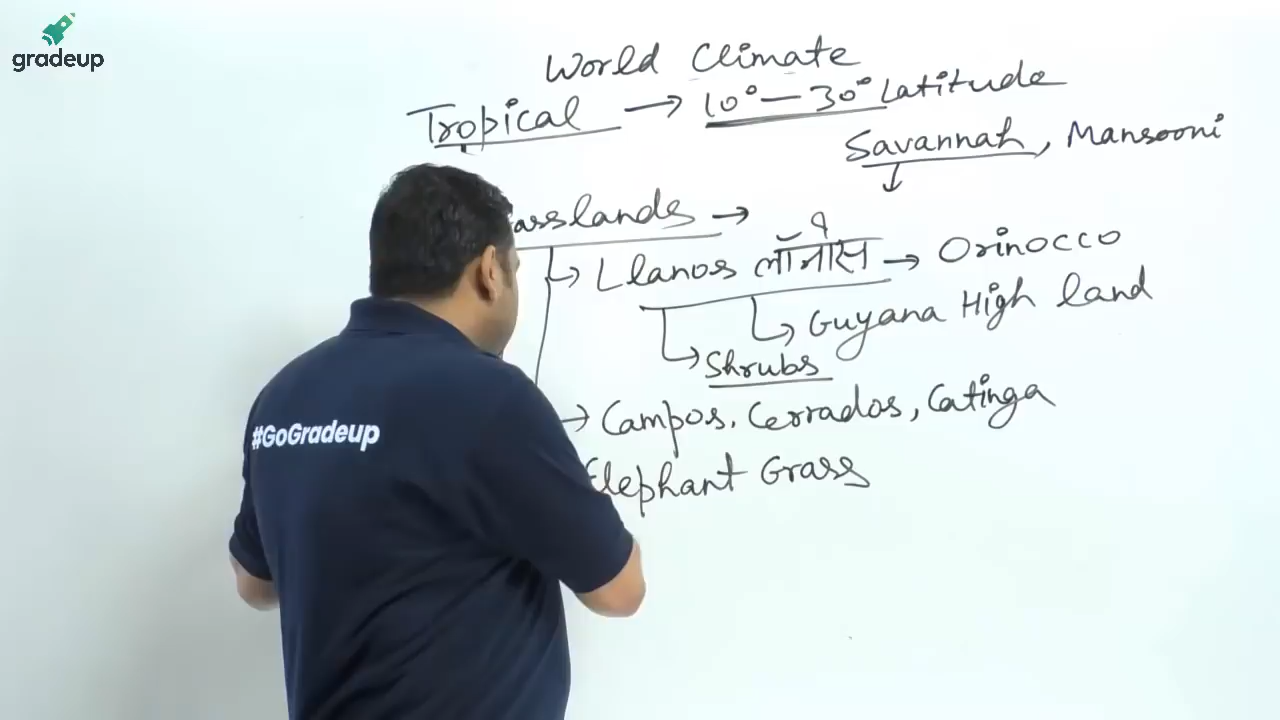 gradeup
World Climate
Tropical → 10° — 30° Latitude
Savannah, Mansooni
asslands →
Llanos लॉनोस → Orinocco
Guyana High land
Shrubs
→ Campos, Cerrados, Catinga
Elephant Grass
#GoGradeup